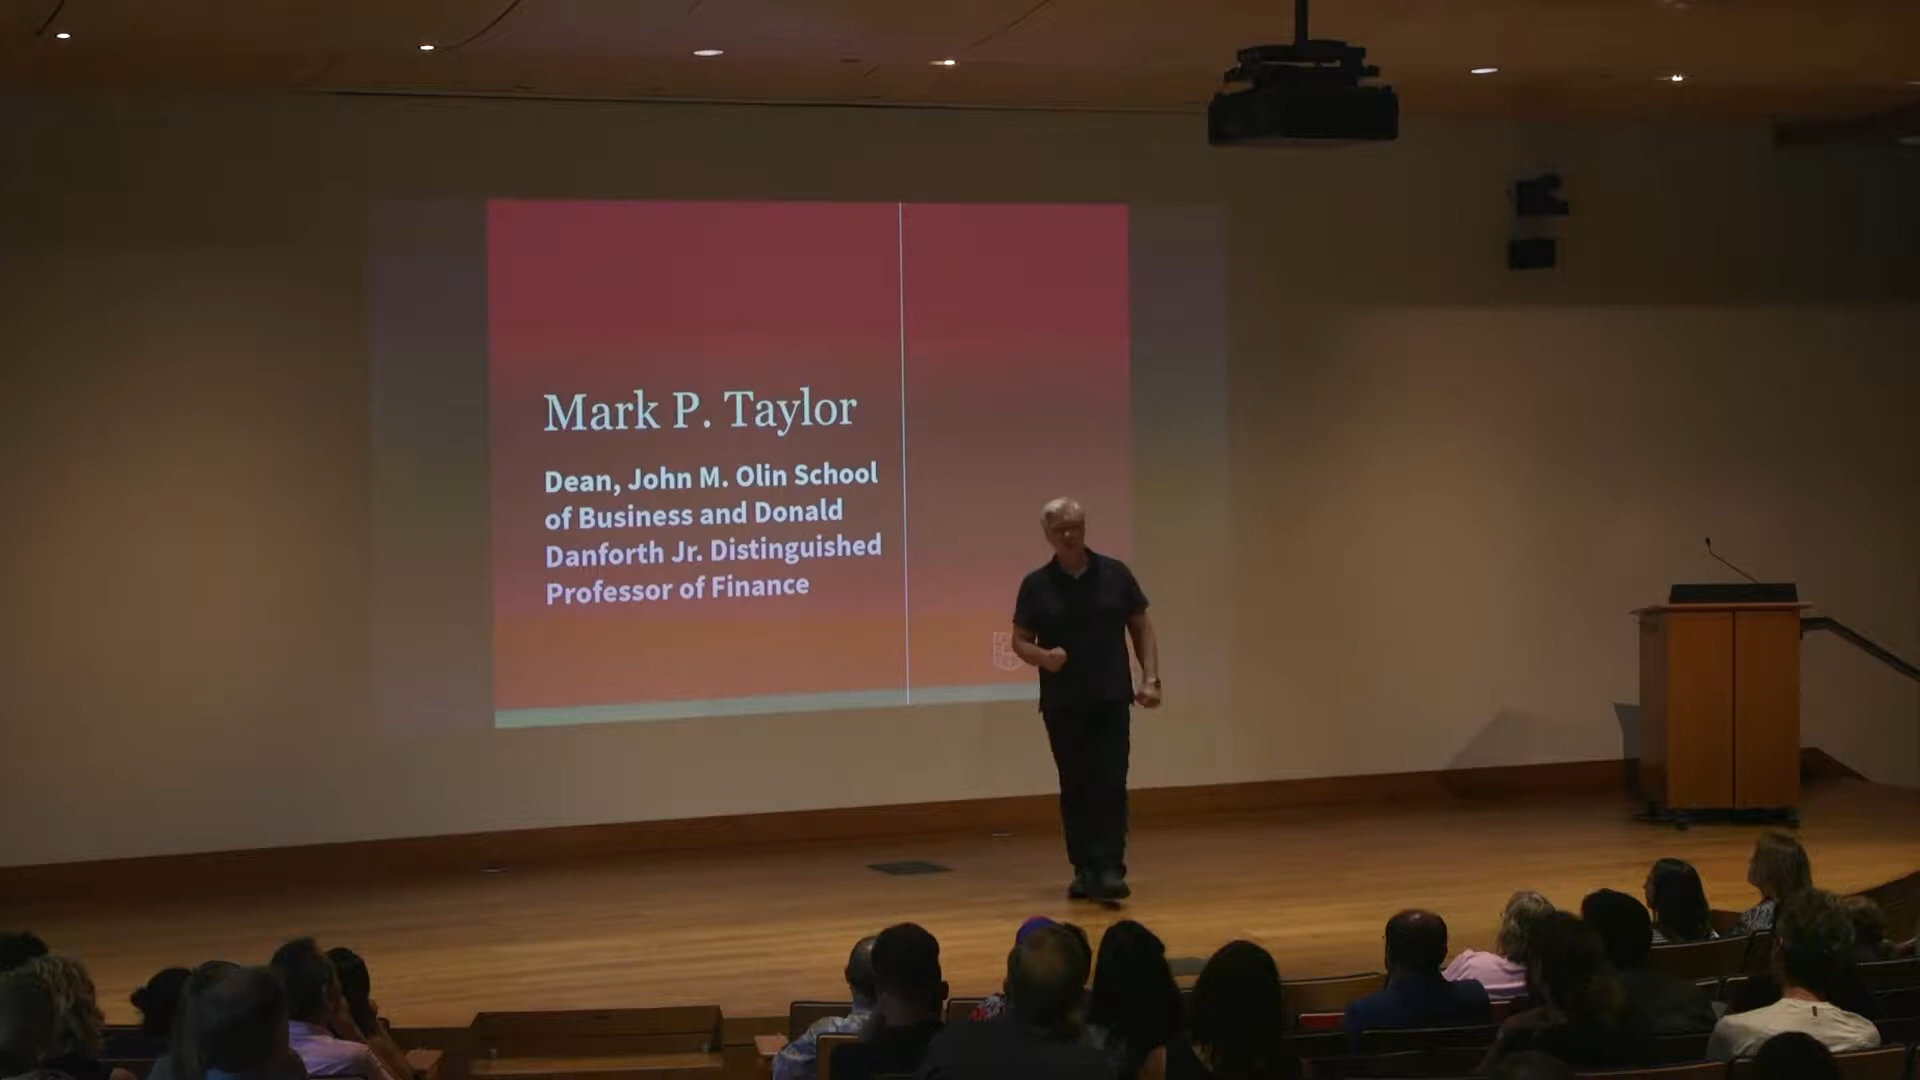 Mark P. Taylor
Dean, John M. Olin School
of Business and Donald
Danforth Jr. Distinguished
Professor of Finance